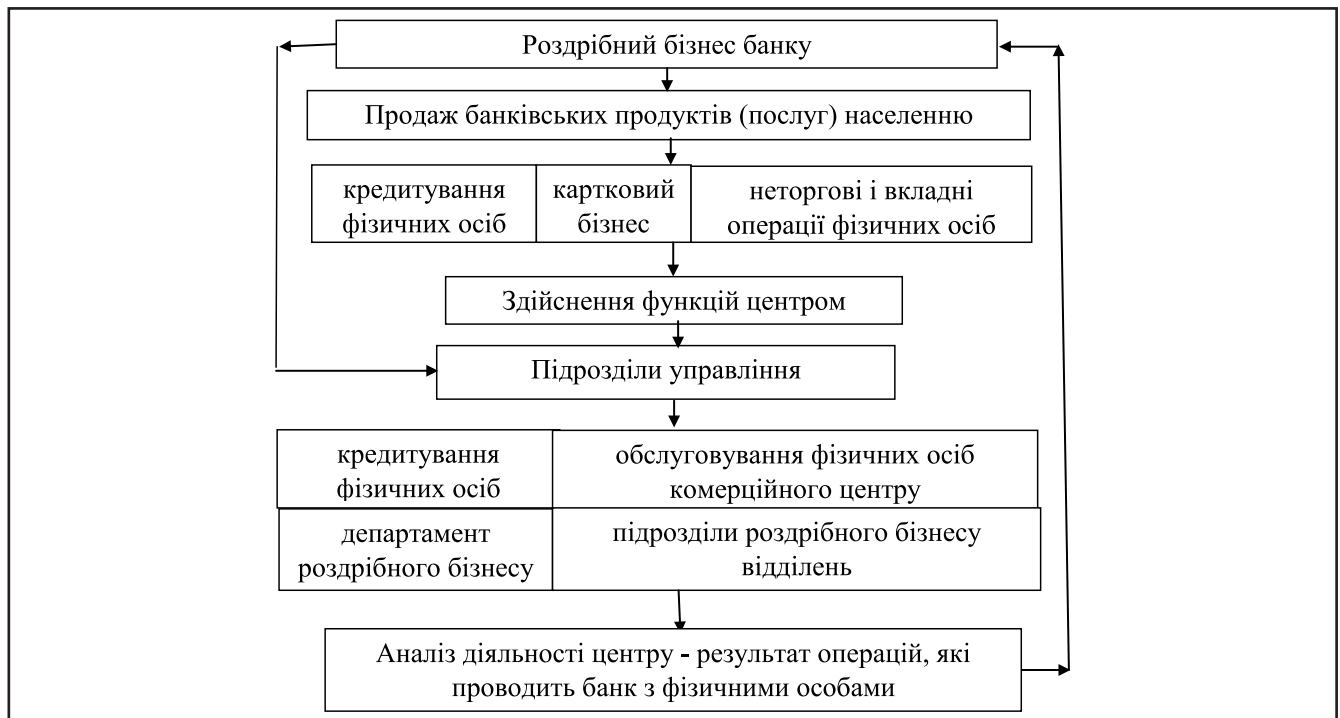 Роздрібний бізнес банку
Продаж банківських продуктів (послуг) населенню
кредитування
фізичних осіб
картковий
бізнес
неторгові і вкладні
операції фізичних осіб
Здійснення функцій центром
Підрозділи управління
кредитування
фізичних осіб
обслуговування фізичних осіб
комерційного центру
департамент
роздрібного бізнесу
підрозділи роздрібного бізнесу
відділень
Аналіз діяльності центру - результат операцій, які
проводить банк з фізичними особами